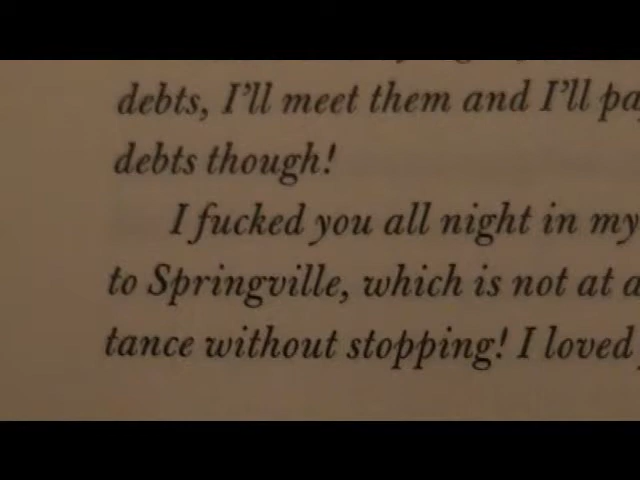 debts, I'll meet them and I'll pa
debts though!
I fucked you all night in my
to Springville, which is not at a
tance without stopping! I loved